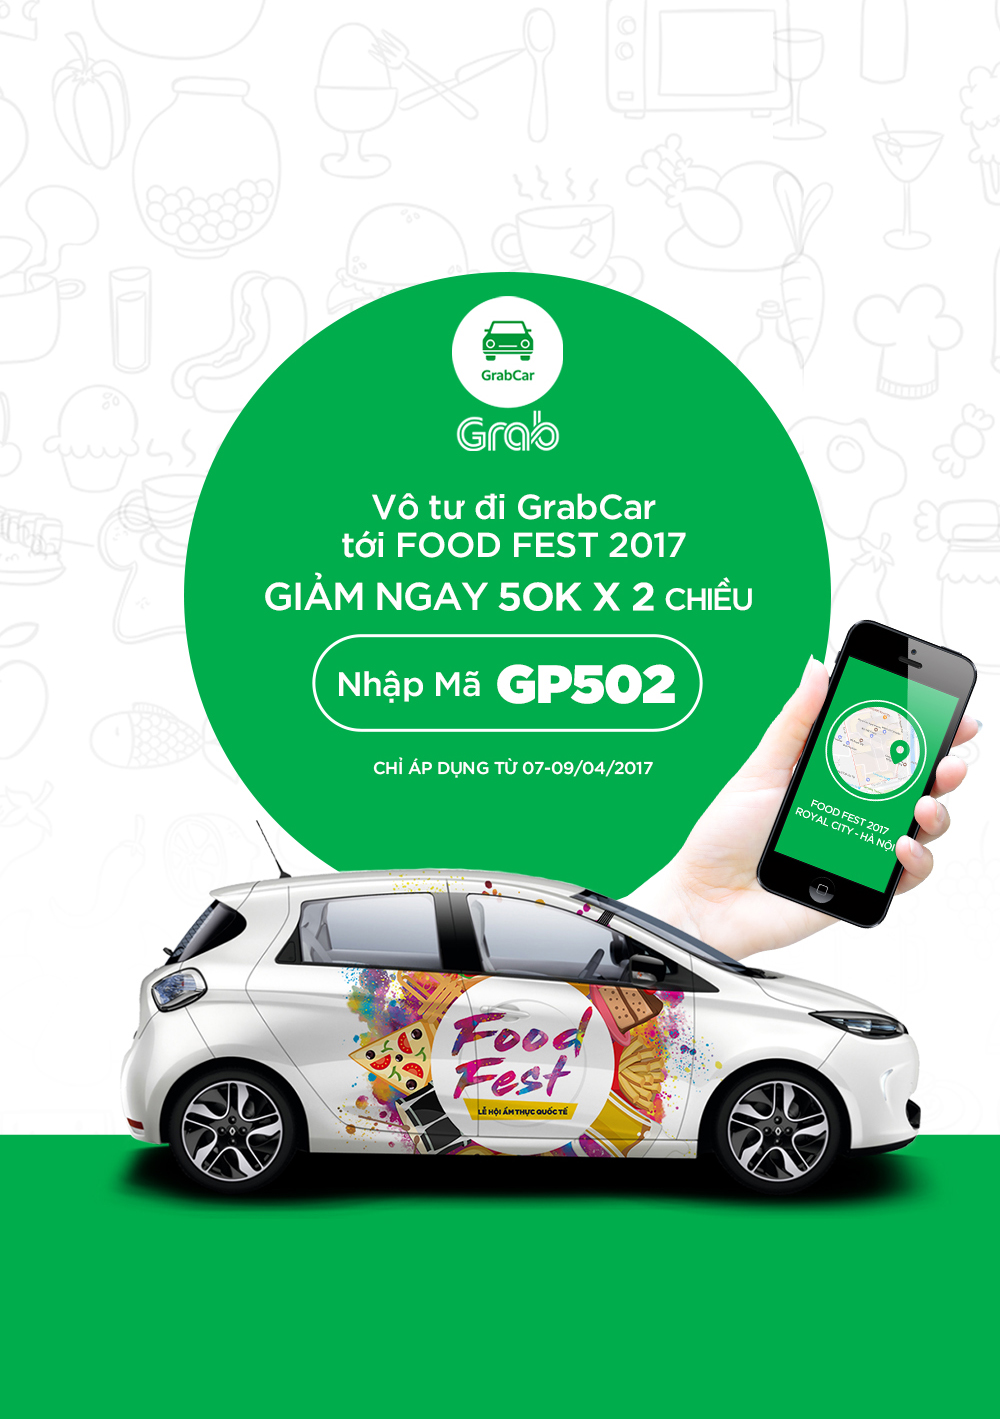 GrabCar
Grab
Vô tư đi GrabCar
tới FOOD FEST 2017
GIẢM NGAY 50K X 2 CHIỀU
Nhập Mã GP502
CHỈ ÁP DỤNG TỪ 07-09/04/2017
FOOD FEST 2017
ROYAL CITY - HÀ NỘI
Food
Fest
LỄ HỘI ẨM THỰC QUỐC TẾ